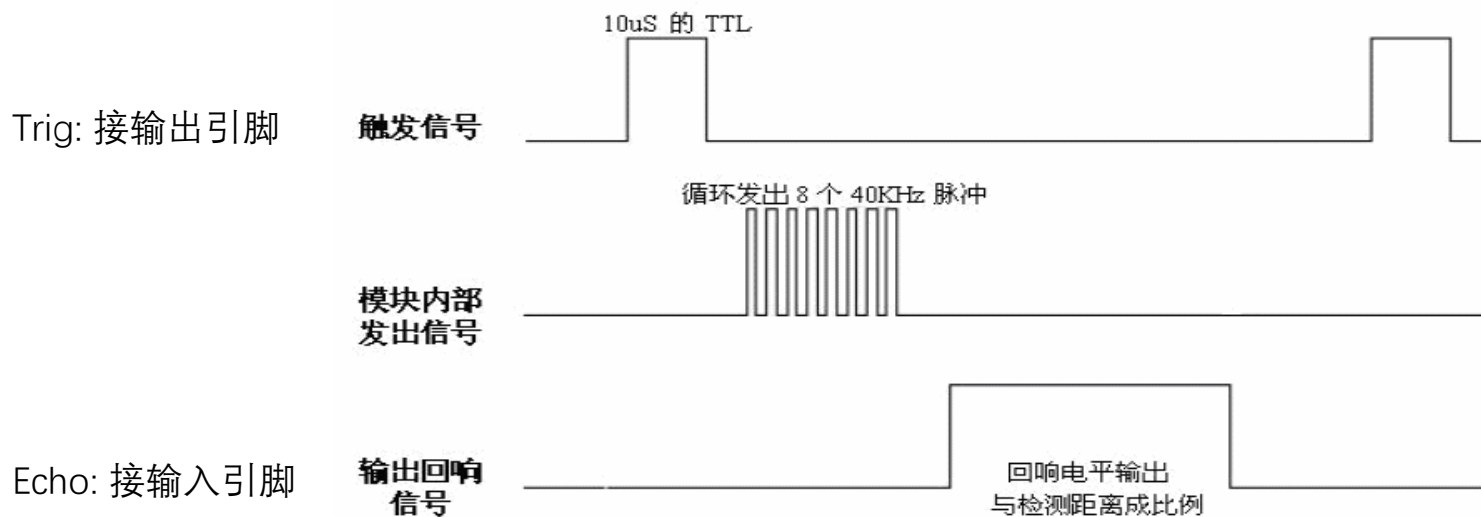 10uS 的 TTL
Trig: 接输出引脚
触发信号
循环发出 8 个 40KHz 脉冲
模块内部
发出信号
Echo: 接输入引脚
输出回响
信号
回响电平输出
与检测距离成比例